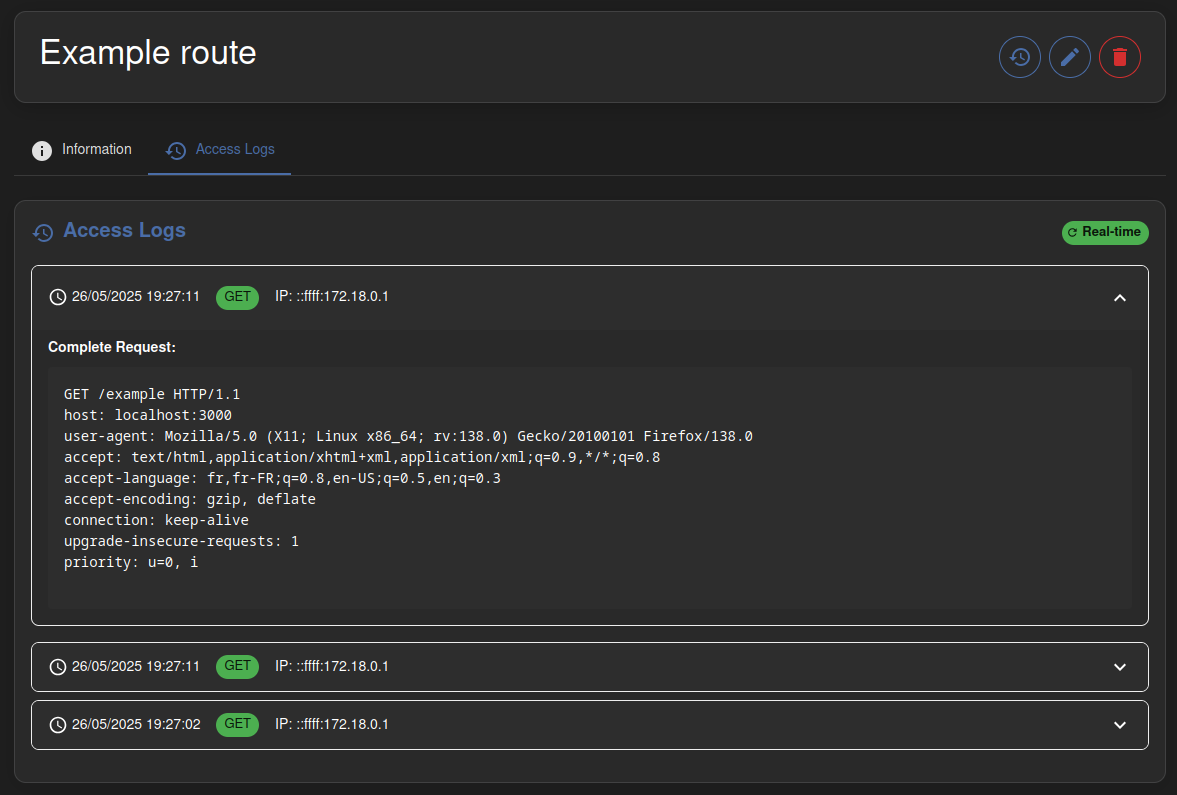 Example route
Information
Access Logs
Access Logs
Real-time
26/05/2025 19:27:11 GET IP: ::ffff:172.18.0.1
Complete Request:
GET /example HTTP/1.1
host: localhost:3000
user-agent: Mozilla/5.0 (X11; Linux x86_64; rv:138.0) Gecko/20100101 Firefox/138.0
accept: text/html,application/xhtml+xml,application/xml;q=0.9,*/*;q=0.8
accept-language: fr,fr-FR;q=0.8,en-US;q=0.5,en;q=0.3
accept-encoding: gzip, deflate
connection: keep-alive
upgrade-insecure-requests: 1
priority: u=0, i
26/05/2025 19:27:11 GET IP: ::ffff:172.18.0.1
26/05/2025 19:27:02 GET IP: ::ffff:172.18.0.1